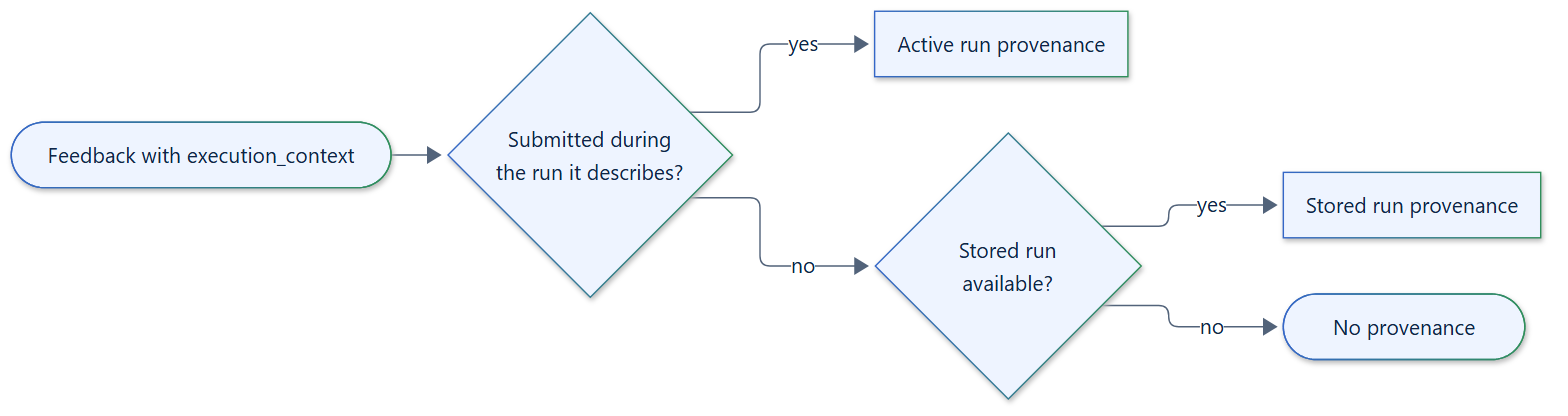 Feedback with execution_context
Submitted during
the run it describes?
yes
Active run provenance
no
Stored run
available?
yes
Stored run provenance
no
No provenance